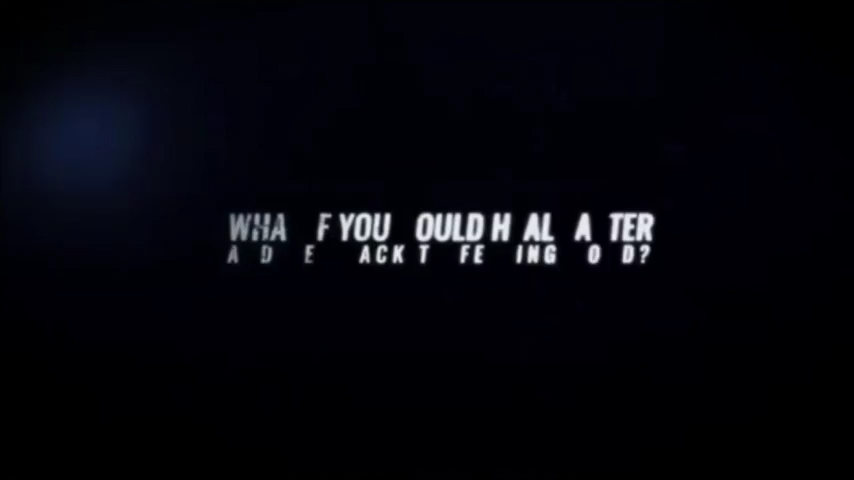 WHA F YOU OULD H AL A TER
A D E ACK T FE ING O D?